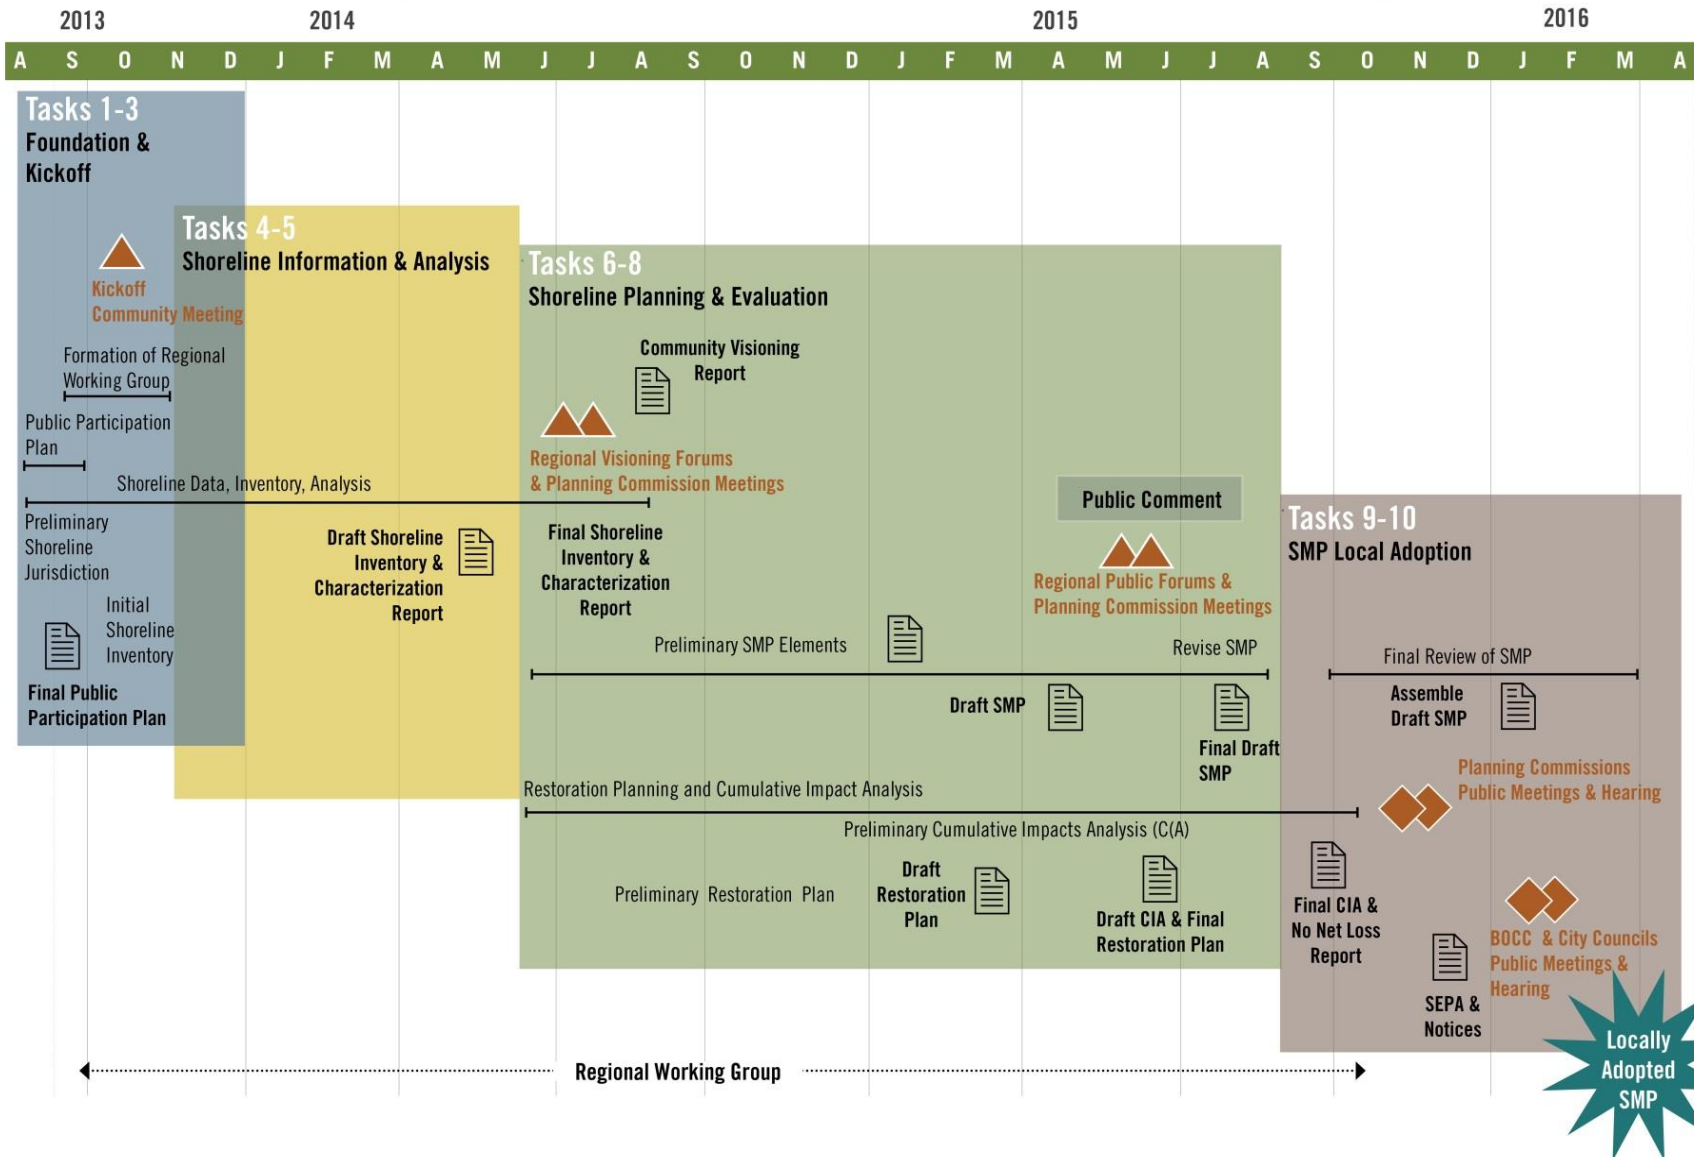 2013 2014 2015 2016
A S O N D J F M A M J J A S O N D J F M A M J J A S O N D J F M A
Tasks 1-3
Foundation &
Kickoff
Kickoff
Community Meeting
Formation of Regional
Working Group
Public Participation
Plan
Shoreline Data, Inventory, Analysis
Preliminary
Shoreline
Jurisdiction
Initial
Shoreline
Inventory
Final Public
Participation Plan
Tasks 4-5
Shoreline Information & Analysis
Draft Shoreline
Inventory &
Characterization
Report
Tasks 6-8
Shoreline Planning & Evaluation
Community Visioning
Report
Regional Visioning Forums
& Planning Commission Meetings
Final Shoreline
Inventory &
Characterization
Report
Public Comment
Regional Public Forums &
Planning Commission Meetings
Preliminary SMP Elements
Revise SMP
Draft SMP
Final Draft
SMP
Restoration Planning and Cumulative Impact Analysis
Preliminary Cumulative Impacts Analysis (C(A)
Preliminary Restoration Plan
Draft
Restoration
Plan
Draft CIA & Final
Restoration Plan
Tasks 9-10
SMP Local Adoption
Final Review of SMP
Assemble
Draft SMP
Planning Commissions
Public Meetings & Hearing
Final CIA &
No Net Loss
Report
BOCC & City Councils
Public Meetings &
Hearing
SEPA &
Notices
Locally
Adopted
SMP
Regional Working Group